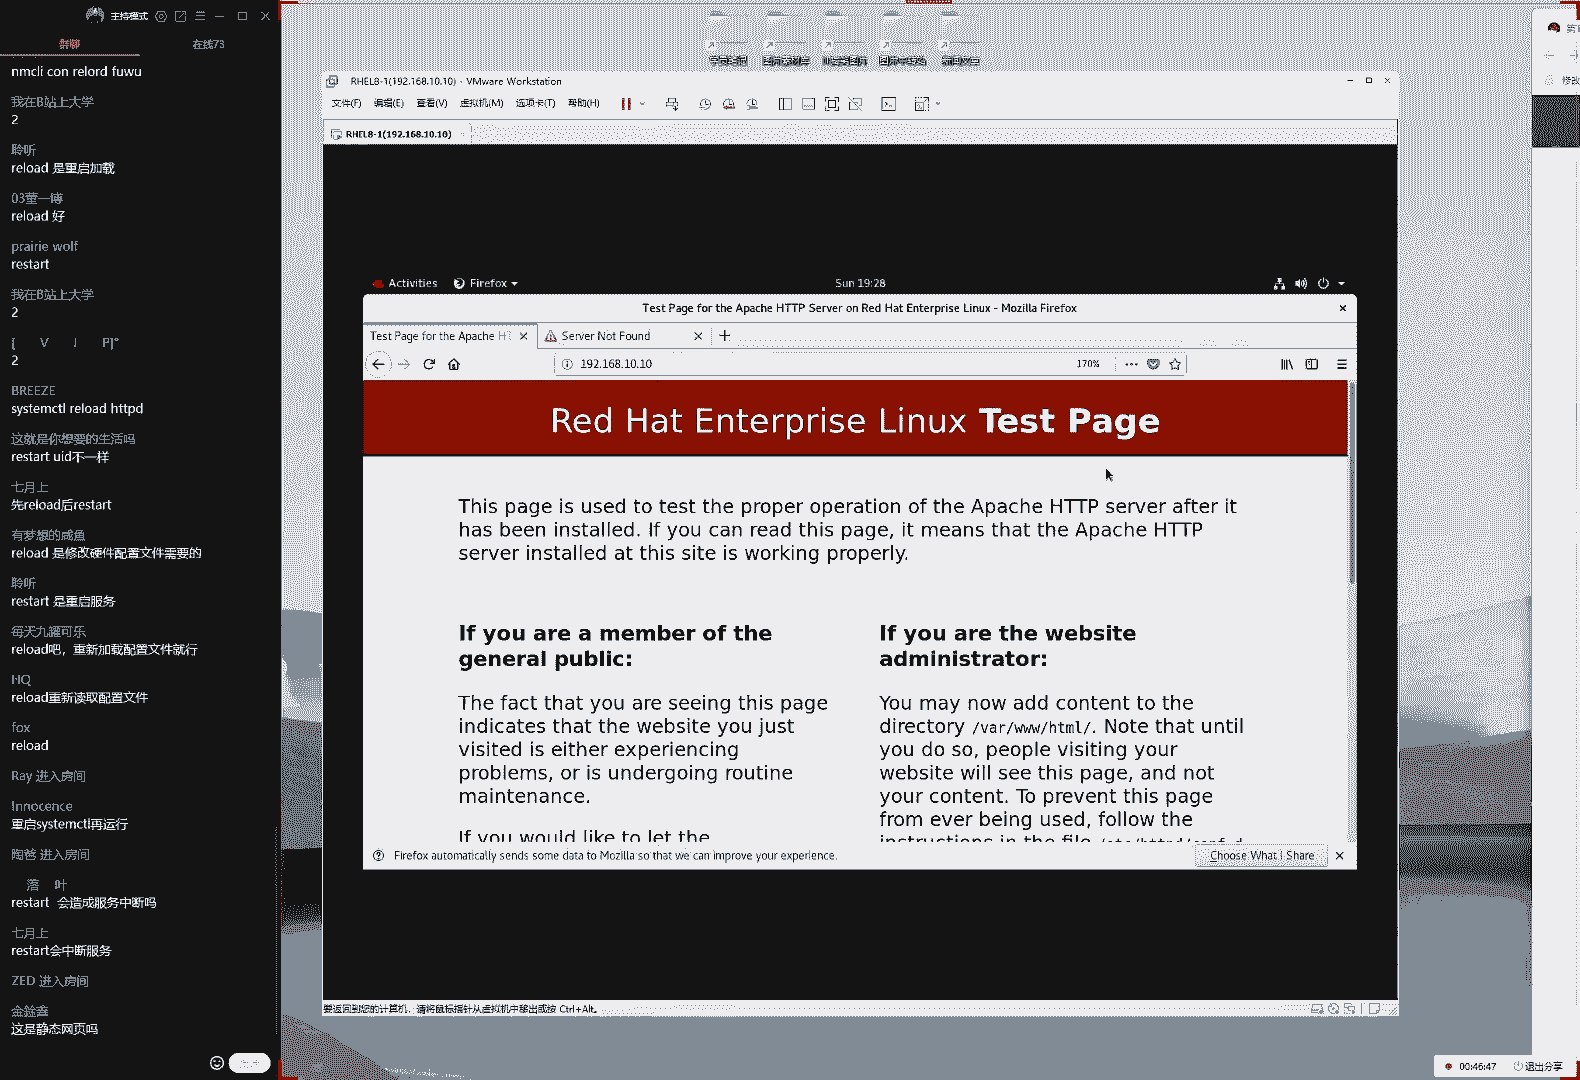 主持模式
群聊
在线73
nmcli con relord fuwu
我在B站上大学
2
聆听
reload 是重启加载
03董一博
reload 好
prairie wolf
restart
我在B站上大学
2
2
BREEZE
systemctl reload httpd
这就是你想要的生活吗
restart uid不一样
七月上
先reload后restart
有梦想的咸鱼
reload 是修改硬件配置文件需要的
聆听
restart 是重启服务
每天九罐可乐
reload吧，重新加载配置文件就行
HQ
reload重新读取配置文件
fox
reload
Ray 进入房间
Innocence
重启systemctl再运行
陶爸 进入房间
落 叶
restart 会造成服务中断吗
七月上
restart会中断服务
ZED 进入房间
这是静态网页吗
RHEL8-1(192.168.10.10) - VMware Workstation
文件(F) 编辑(E) 查看(V) 虚拟机(M) 选项卡(T) 帮助(H)
RHEL8-1(192.168.10.10)
Activities
Firefox
Sun 19:28
Test Page for the Apache HTTP Server on Red Hat Enterprise Linux - Mozilla Firefox
Test Page for the Apache HT
Server Not Found
192.168.10.10
170%
Red Hat Enterprise Linux Test Page
This page is used to test the proper operation of the Apache HTTP server after it
has been installed. If you can read this page, it means that the Apache HTTP
server installed at this site is working properly.
If you are a member of the
general public:
The fact that you are seeing this page
indicates that the website you just
visited is either experiencing
problems, or is undergoing routine
maintenance.
If you would like to let the
If you are the website
administrator:
You may now add content to the
directory /var/www/html/. Note that until
you do so, people visiting your
website will see this page, and not
your content. To prevent this page
from ever being used, follow the
instructions in the file /etc/httpd/conf.d
Firefox automatically sends some data to Mozilla so that we can improve your experience.
Choose What I Share
要返回到您的计算机，请将鼠标指针从虚拟机中移出或按 Ctrl+Alt。
修改
00:46:47
退出分享